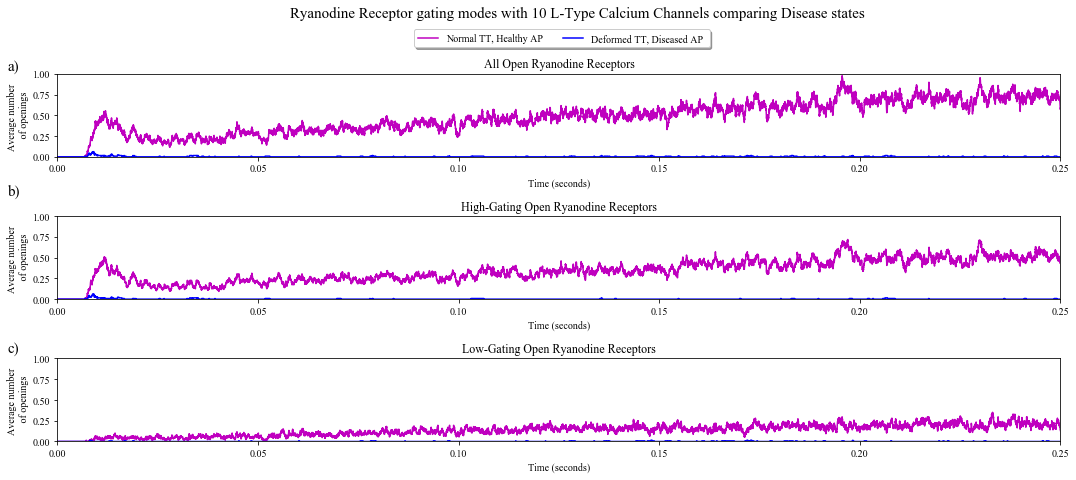 Ryanodine Receptor gating modes with 10 L-Type Calcium Channels comparing Disease states
Normal TT, Healthy AP
Deformed TT, Diseased AP
a)
All Open Ryanodine Receptors
Average number
of openings
1.00
0.75
0.50
0.25
0.00
0.00 0.05 0.10 0.15 0.20 0.25
Time (seconds)
b)
High-Gating Open Ryanodine Receptors
Average number
of openings
1.00
0.75
0.50
0.25
0.00
0.00 0.05 0.10 0.15 0.20 0.25
Time (seconds)
c)
Low-Gating Open Ryanodine Receptors
Average number
of openings
1.00
0.75
0.50
0.25
0.00
0.00 0.05 0.10 0.15 0.20 0.25
Time (seconds)